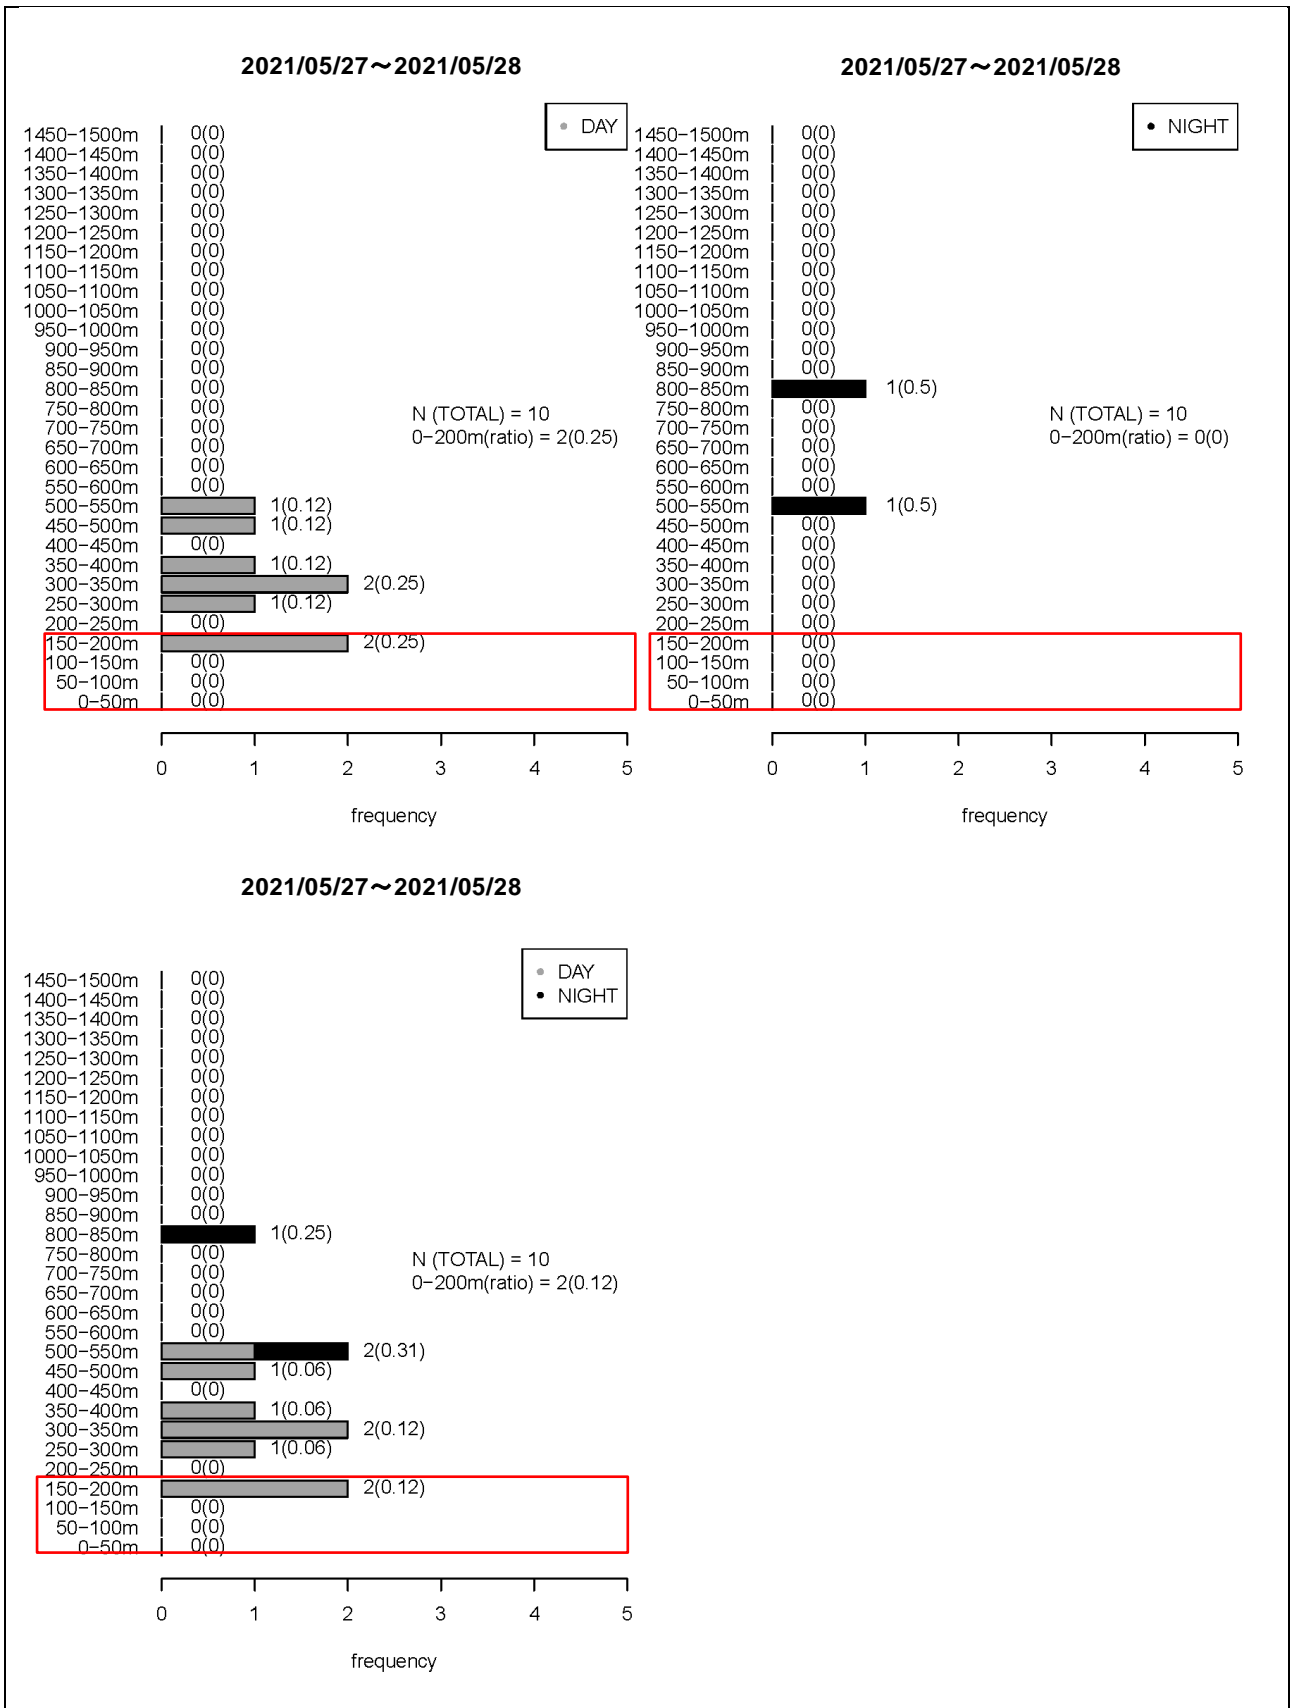 2021/05/27～2021/05/28
DAY
1450−1500m 0(0)
1400−1450m 0(0)
1350−1400m 0(0)
1300−1350m 0(0)
1250−1300m 0(0)
1200−1250m 0(0)
1150−1200m 0(0)
1100−1150m 0(0)
1050−1100m 0(0)
1000−1050m 0(0)
950−1000m 0(0)
900−950m 0(0)
850−900m 0(0)
800−850m 0(0)
750−800m 0(0)
700−750m 0(0)
650−700m 0(0)
600−650m 0(0)
550−600m 0(0)
500−550m 1(0.12)
450−500m 1(0.12)
400−450m 0(0)
350−400m 1(0.12)
300−350m 2(0.25)
250−300m 1(0.12)
200−250m 0(0)
150−200m 2(0.25)
100−150m 0(0)
50−100m 0(0)
0−50m 0(0)
N (TOTAL) = 10
0−200m(ratio) = 2(0.25)
0 1 2 3 4 5
frequency
2021/05/27～2021/05/28
NIGHT
1450−1500m 0(0)
1400−1450m 0(0)
1350−1400m 0(0)
1300−1350m 0(0)
1250−1300m 0(0)
1200−1250m 0(0)
1150−1200m 0(0)
1100−1150m 0(0)
1050−1100m 0(0)
1000−1050m 0(0)
950−1000m 0(0)
900−950m 0(0)
850−900m 0(0)
800−850m 1(0.5)
750−800m 0(0)
700−750m 0(0)
650−700m 0(0)
600−650m 0(0)
550−600m 0(0)
500−550m 1(0.5)
450−500m 0(0)
400−450m 0(0)
350−400m 0(0)
300−350m 0(0)
250−300m 0(0)
200−250m 0(0)
150−200m 0(0)
100−150m 0(0)
50−100m 0(0)
0−50m 0(0)
N (TOTAL) = 10
0−200m(ratio) = 0(0)
0 1 2 3 4 5
frequency
2021/05/27～2021/05/28
DAY
NIGHT
1450−1500m 0(0)
1400−1450m 0(0)
1350−1400m 0(0)
1300−1350m 0(0)
1250−1300m 0(0)
1200−1250m 0(0)
1150−1200m 0(0)
1100−1150m 0(0)
1050−1100m 0(0)
1000−1050m 0(0)
950−1000m 0(0)
900−950m 0(0)
850−900m 0(0)
800−850m 1(0.25)
750−800m 0(0)
700−750m 0(0)
650−700m 0(0)
600−650m 0(0)
550−600m 0(0)
500−550m 2(0.31)
450−500m 1(0.06)
400−450m 0(0)
350−400m 1(0.06)
300−350m 2(0.12)
250−300m 1(0.06)
200−250m 0(0)
150−200m 2(0.12)
100−150m 0(0)
50−100m 0(0)
0−50m 0(0)
N (TOTAL) = 10
0−200m(ratio) = 2(0.12)
0 1 2 3 4 5
frequency